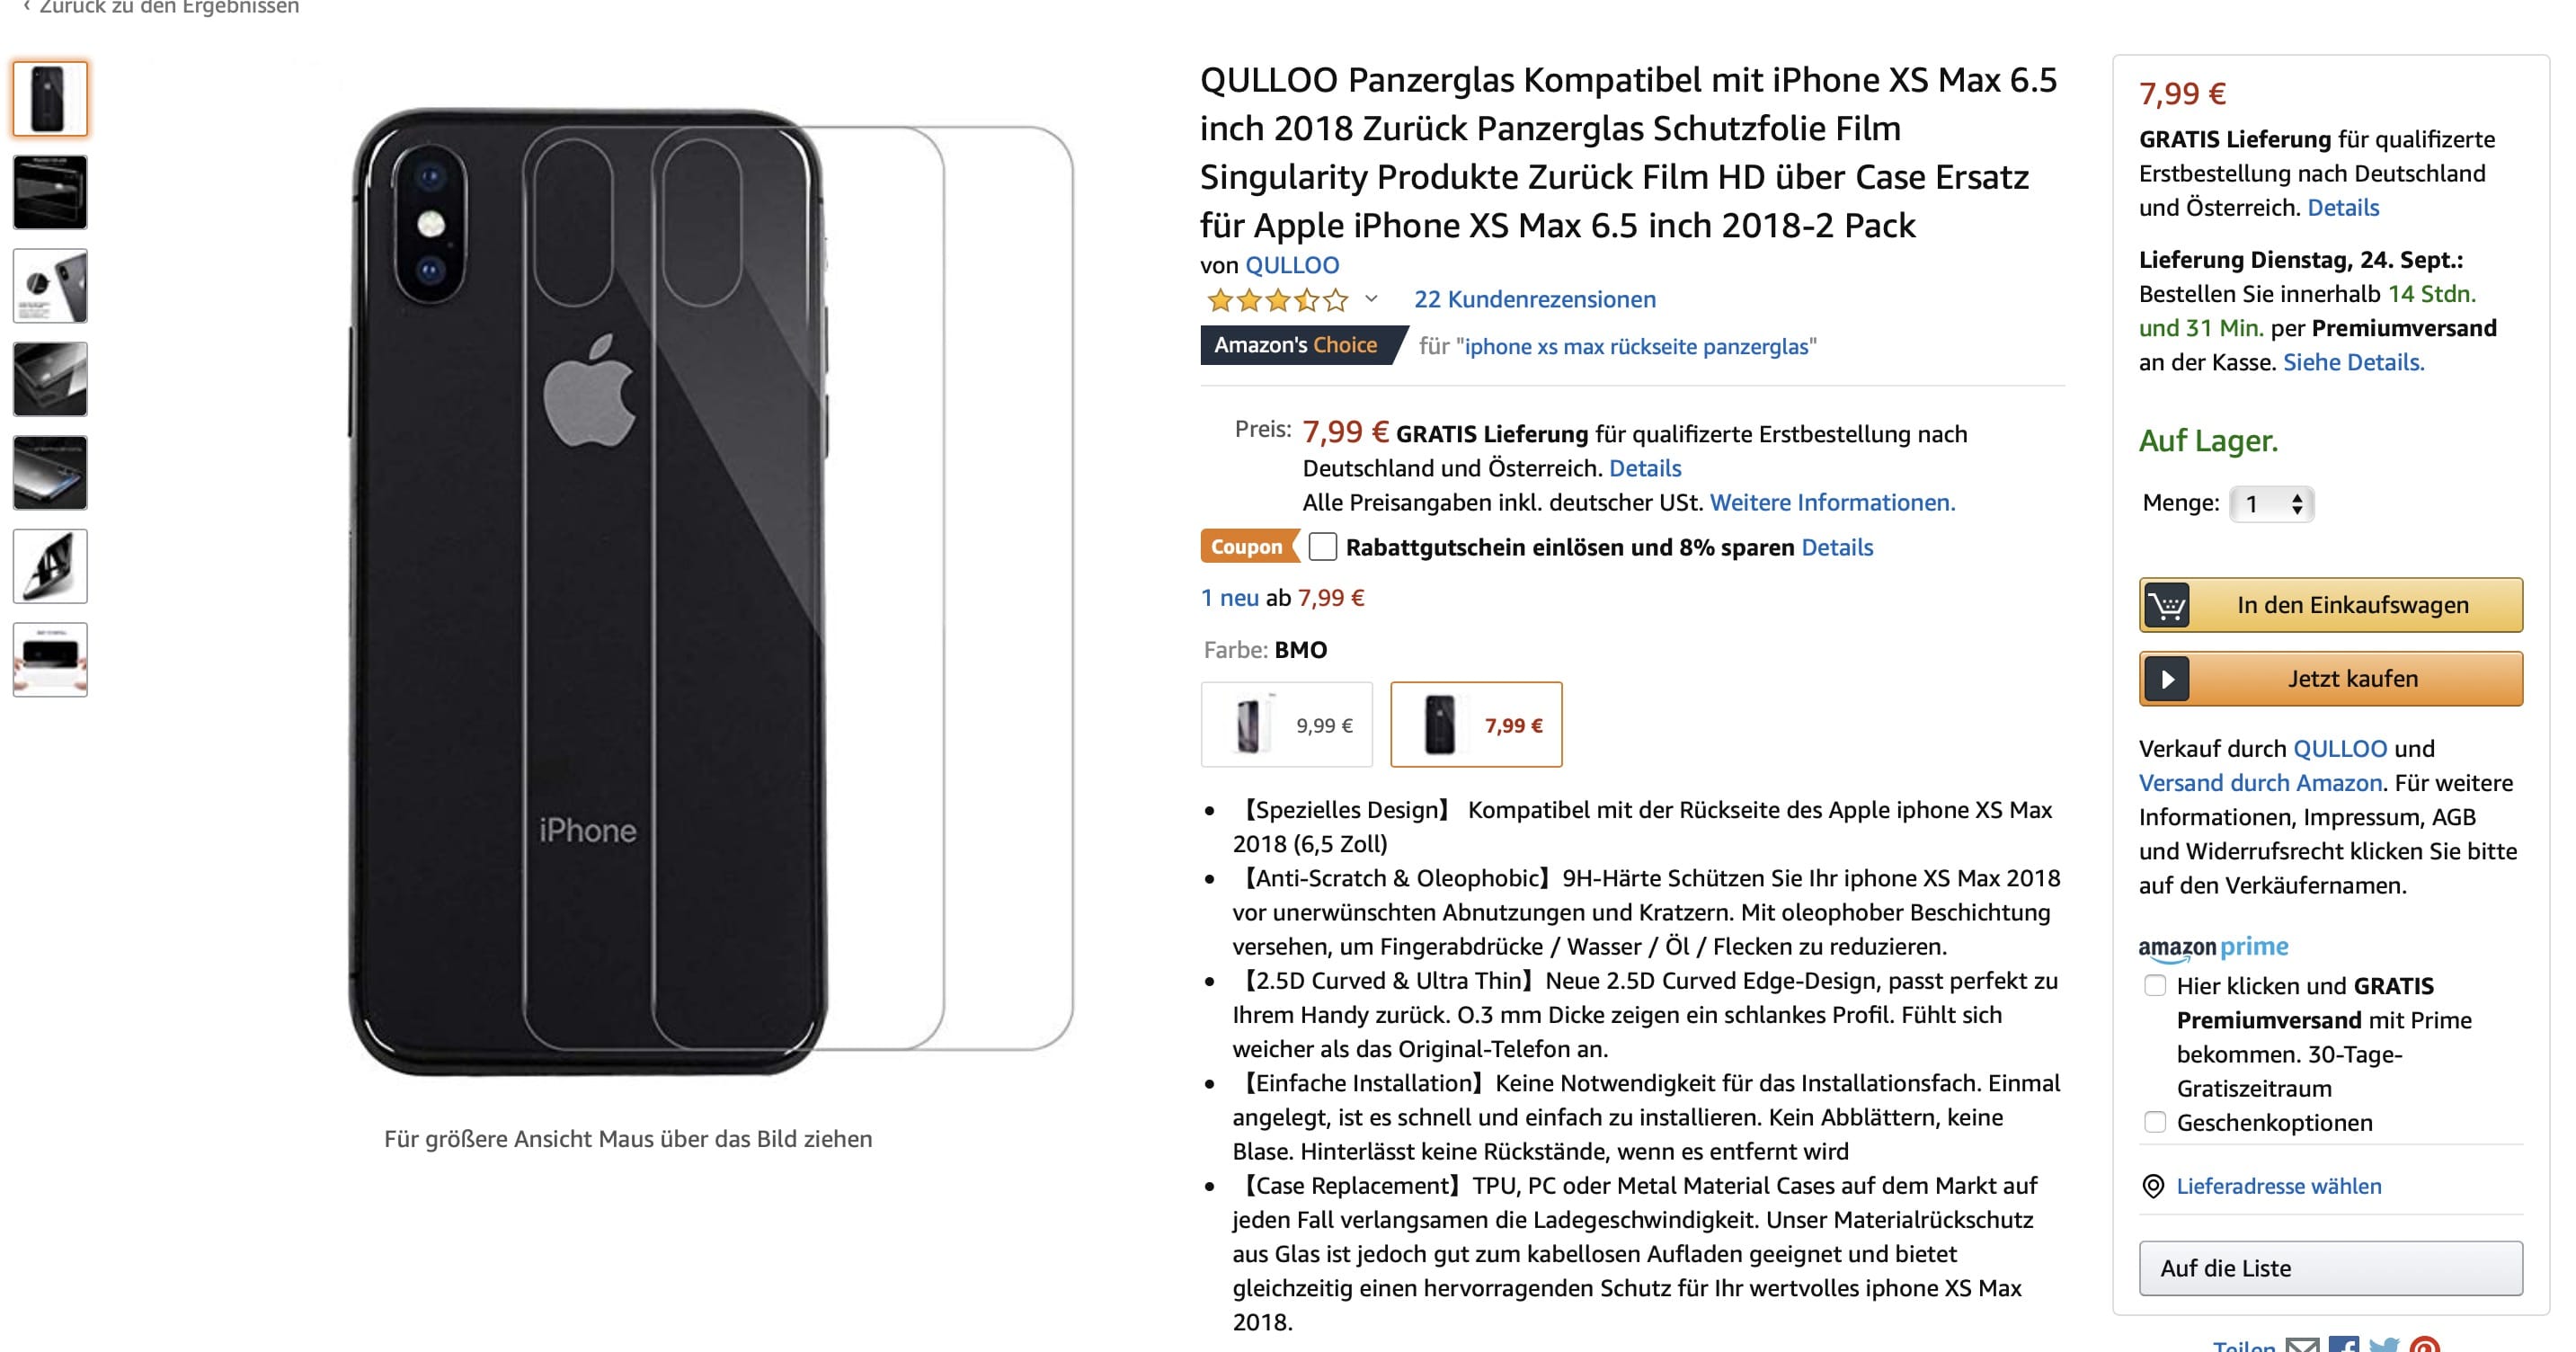 ‹ Zurück zu den Ergebnissen
iPhone
Für größere Ansicht Maus über das Bild ziehen
QULLOO Panzerglas Kompatibel mit iPhone XS Max 6.5
inch 2018 Zurück Panzerglas Schutzfolie Film
Singularity Produkte Zurück Film HD über Case Ersatz
für Apple iPhone XS Max 6.5 inch 2018-2 Pack
von QULLOO
22 Kundenrezensionen
Amazon's Choice für "iphone xs max rückseite panzerglas"
Preis: 7,99 € GRATIS Lieferung für qualifizerte Erstbestellung nach
Deutschland und Österreich. Details
Alle Preisangaben inkl. deutscher USt. Weitere Informationen.
Coupon Rabattgutschein einlösen und 8% sparen Details
1 neu ab 7,99 €
Farbe: BMO
9,99 € 7,99 €
• 【Spezielles Design】 Kompatibel mit der Rückseite des Apple iphone XS Max
2018 (6,5 Zoll)
• 【Anti-Scratch & Oleophobic】9H-Härte Schützen Sie Ihr iphone XS Max 2018
vor unerwünschten Abnutzungen und Kratzern. Mit oleophober Beschichtung
versehen, um Fingerabdrücke / Wasser / Öl / Flecken zu reduzieren.
• 【2.5D Curved & Ultra Thin】Neue 2.5D Curved Edge-Design, passt perfekt zu
Ihrem Handy zurück. O.3 mm Dicke zeigen ein schlankes Profil. Fühlt sich
weicher als das Original-Telefon an.
• 【Einfache Installation】Keine Notwendigkeit für das Installationsfach. Einmal
angelegt, ist es schnell und einfach zu installieren. Kein Abblättern, keine
Blase. Hinterlässt keine Rückstände, wenn es entfernt wird
• 【Case Replacement】TPU, PC oder Metal Material Cases auf dem Markt auf
jeden Fall verlangsamen die Ladegeschwindigkeit. Unser Materialrückschutz
aus Glas ist jedoch gut zum kabellosen Aufladen geeignet und bietet
gleichzeitig einen hervorragenden Schutz für Ihr wertvolles iphone XS Max
2018.
7,99 €
GRATIS Lieferung für qualifizerte
Erstbestellung nach Deutschland
und Österreich. Details
Lieferung Dienstag, 24. Sept.:
Bestellen Sie innerhalb 14 Stdn.
und 31 Min. per Premiumversand
an der Kasse. Siehe Details.
Auf Lager.
Menge: 1
In den Einkaufswagen
Jetzt kaufen
Verkauf durch QULLOO und
Versand durch Amazon. Für weitere
Informationen, Impressum, AGB
und Widerrufsrecht klicken Sie bitte
auf den Verkäufernamen.
amazon prime
Hier klicken und GRATIS
Premiumversand mit Prime
bekommen. 30-Tage-
Gratiszeitraum
Geschenkoptionen
Lieferadresse wählen
Auf die Liste
Teilen